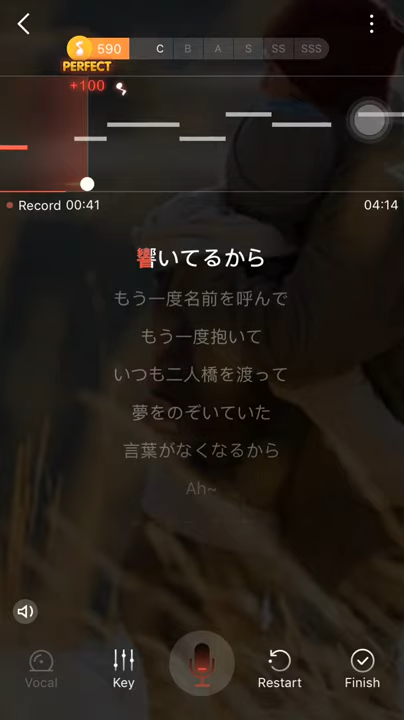 590 C B A S SS SSS
PERFECT
+100
Record 00:41 04:14
響いてるから
もう一度名前を呼んで
もう一度抱いて
いつも二人橋を渡って
夢をのぞいていた
言葉がなくなるから
Ah~
Vocal Key Restart Finish